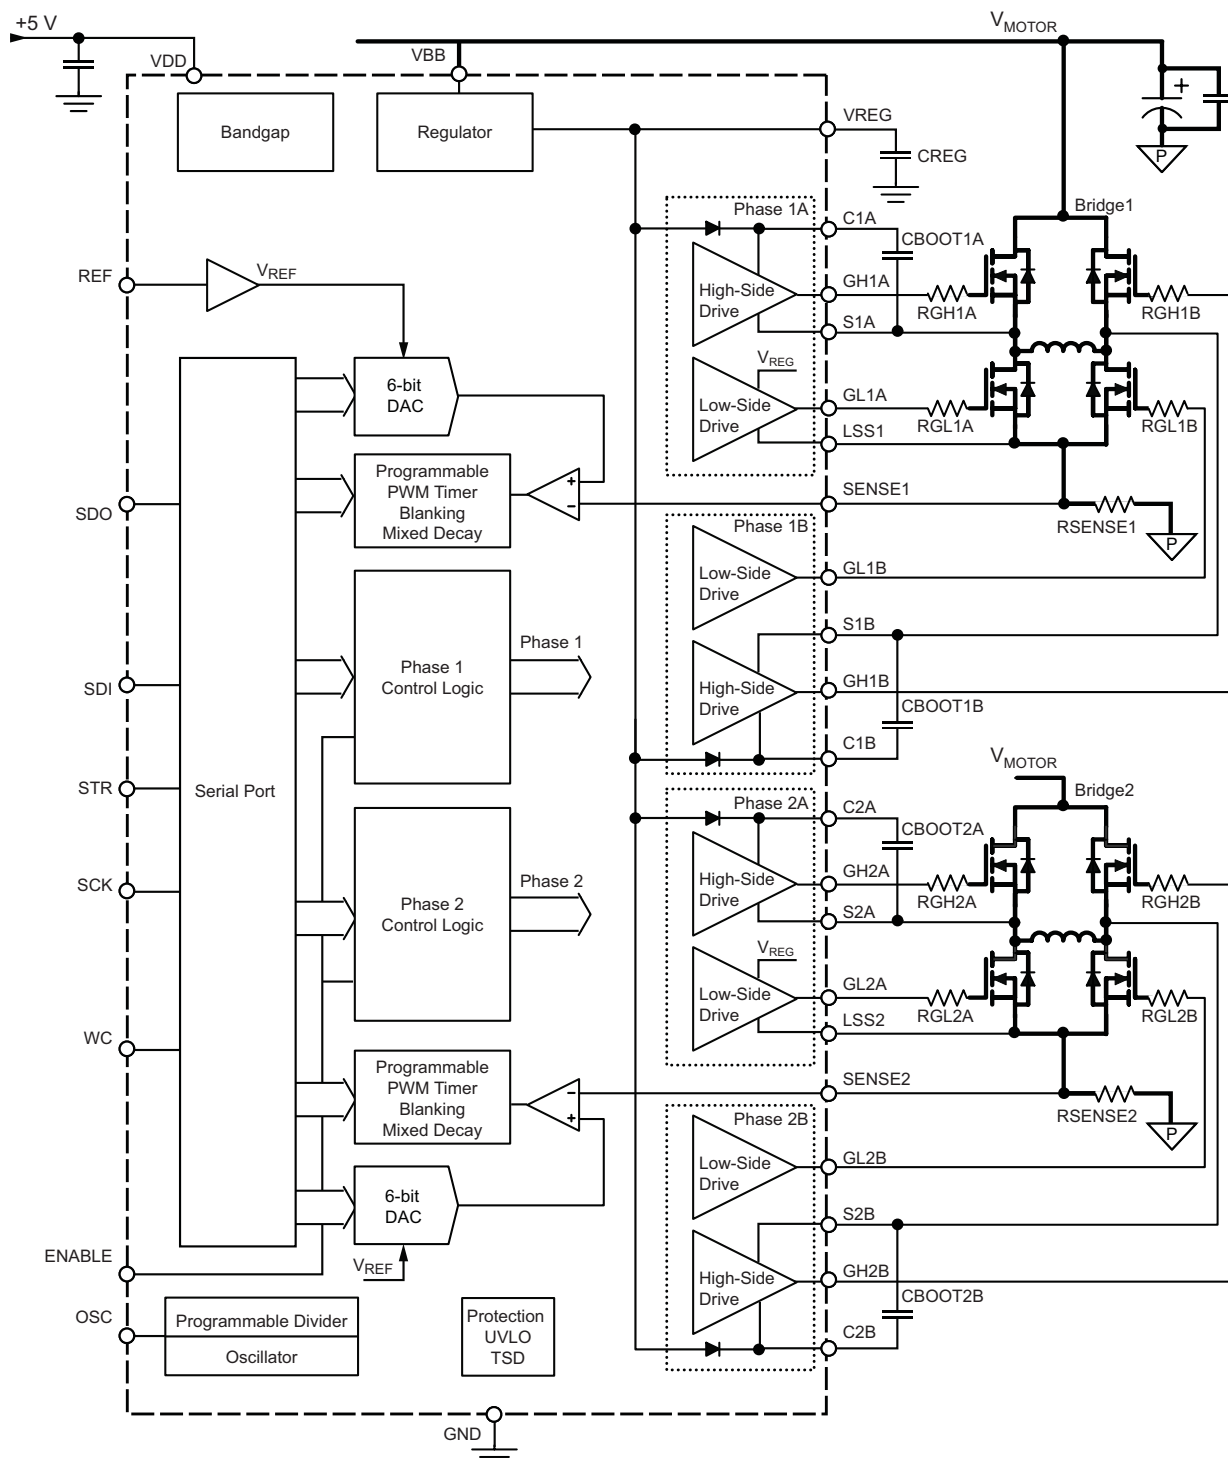 +5 V
VDD
VBB
VMOTOR
Bandgap
Regulator
VREG
CREG
+
P
Phase 1A
C1A
CBOOT1A
Bridge1
REF
VREF
High-Side
Drive
GH1A
RGH1A
RGH1B
S1A
VREG
6-bit
DAC
Low-Side
Drive
GL1A
RGL1A
RGL1B
LSS1
Programmable
PWM Timer
Blanking
Mixed Decay
+
−
SENSE1
RSENSE1
P
SDO
Phase 1B
Low-Side
Drive
GL1B
S1B
Phase 1
Control Logic
Phase 1
SDI
High-Side
Drive
GH1B
CBOOT1B
C1B
STR
Serial Port
VMOTOR
Bridge2
Phase 2A
C2A
CBOOT2A
SCK
Phase 2
Control Logic
Phase 2
High-Side
Drive
GH2A
RGH2A
RGH2B
S2A
VREG
Low-Side
Drive
GL2A
RGL2A
RGL2B
LSS2
WC
Programmable
PWM Timer
Blanking
Mixed Decay
−
+
SENSE2
RSENSE2
P
Phase 2B
Low-Side
Drive
GL2B
6-bit
DAC
S2B
ENABLE
VREF
High-Side
Drive
GH2B
CBOOT2B
C2B
OSC
Programmable Divider
Oscillator
Protection
UVLO
TSD
GND